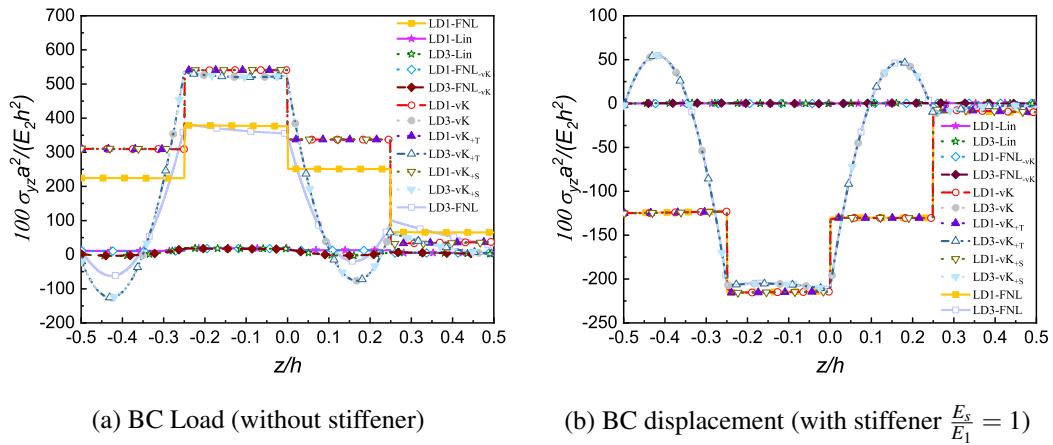 100 σ_yz a²/(E₂h²)
700
600
500
400
300
200
100
0
-100
-200
-0.5 -0.4 -0.3 -0.2 -0.1 0.0 0.1 0.2 0.3 0.4 0.5
z/h
LD1-FNL
LD1-Lin
LD3-Lin
LD1-FNL-vK
LD3-FNL-vK
LD1-vK
LD3-vK
LD1-vK+T
LD3-vK+T
LD1-vK+S
LD3-vK+S
LD3-FNL
(a) BC Load (without stiffener)
100 σ_yz a²/(E₂h²)
100
50
0
-50
-100
-150
-200
-250
-0.5 -0.4 -0.3 -0.2 -0.1 0.0 0.1 0.2 0.3 0.4 0.5
z/h
LD1-Lin
LD3-Lin
LD1-FNL-vK
LD3-FNL-vK
LD1-vK
LD3-vK
LD1-vK+T
LD3-vK+T
LD1-vK+S
LD3-vK+S
LD1-FNL
LD3-FNL
(b) BC displacement (with stiffener E_s/E_1 = 1)